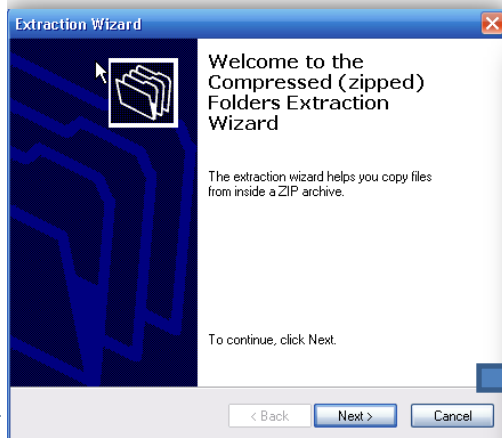 Extraction Wizard
Welcome to the
Compressed (zipped)
Folders Extraction
Wizard
The extraction wizard helps you copy files
from inside a ZIP archive.
To continue, click Next.
< Back
Next >
Cancel